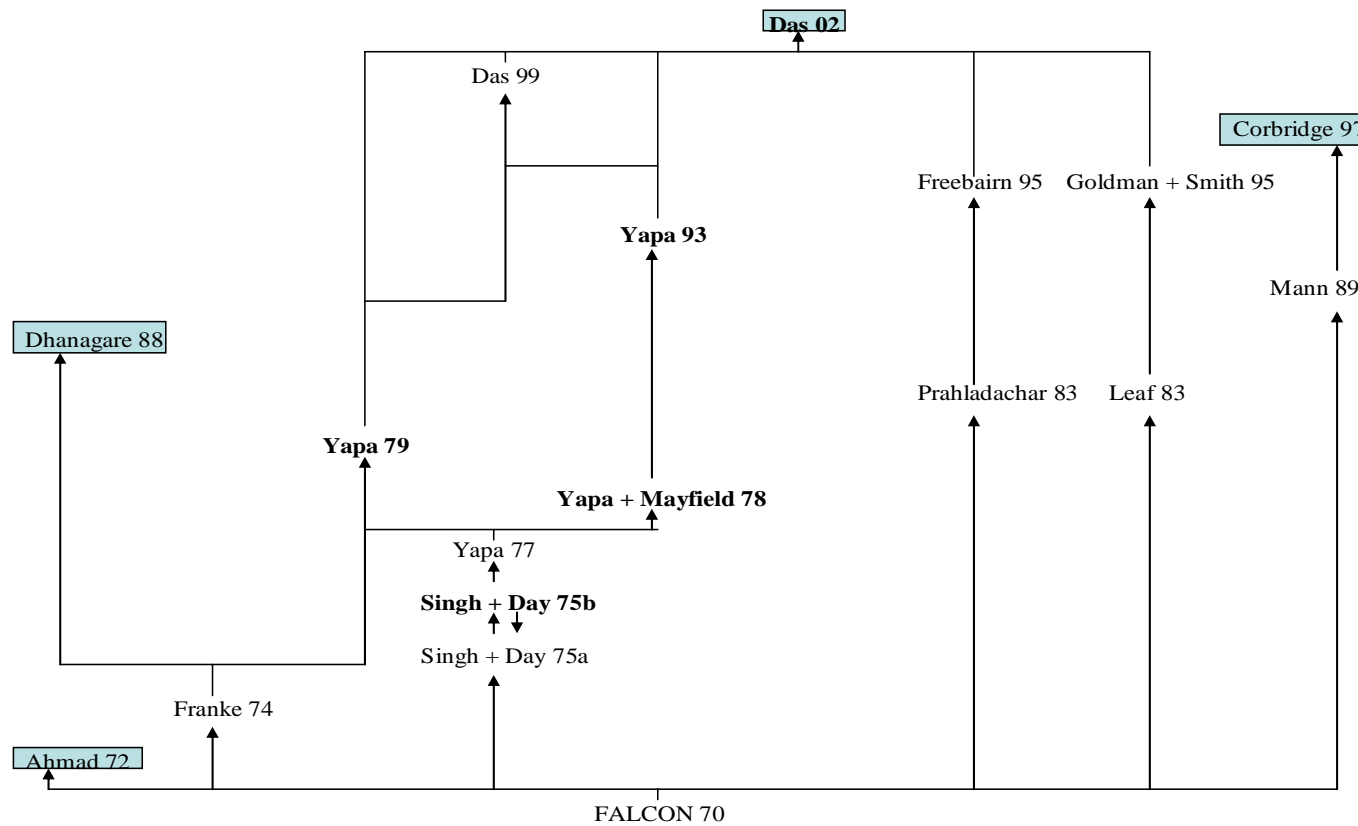 Das 02
Das 99
Corbridge 97
Freebairn 95
Goldman + Smith 95
Yapa 93
Mann 89
Dhanagare 88
Prahladachar 83
Leaf 83
Yapa 79
Yapa + Mayfield 78
Yapa 77
Singh + Day 75b
Singh + Day 75a
Franke 74
Ahmad 72
FALCON 70